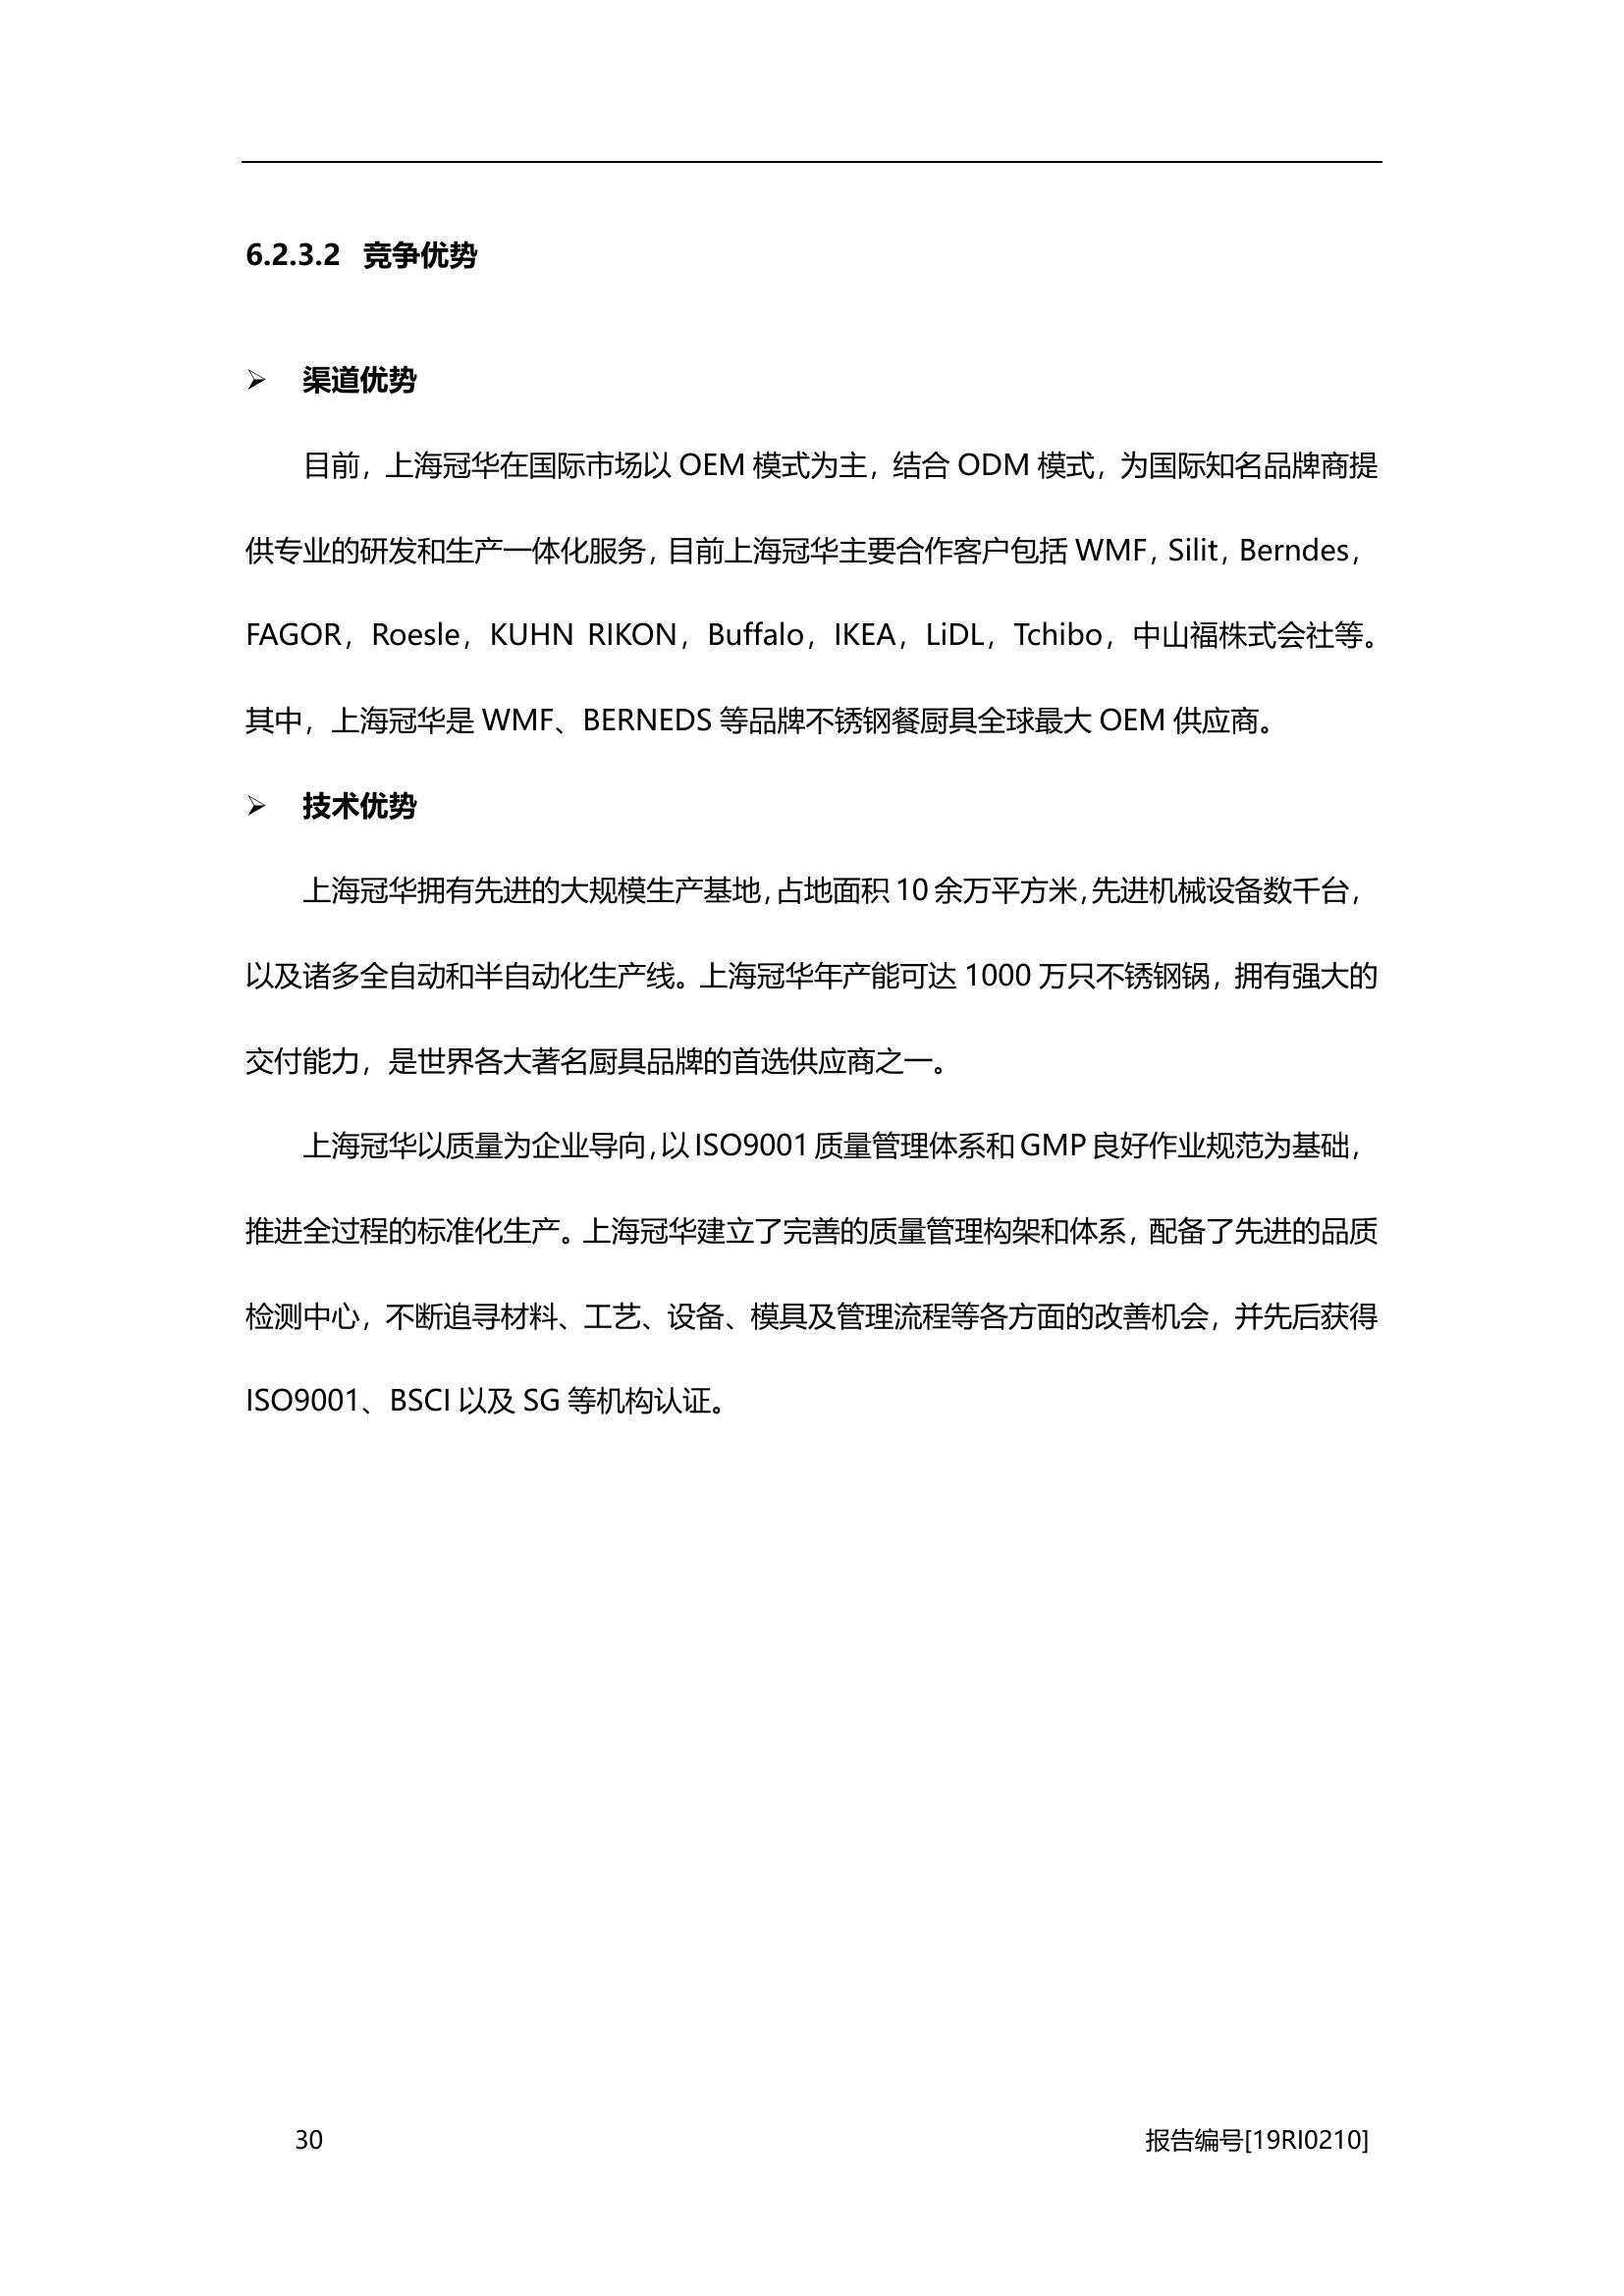 6.2.3.2 竞争优势
➢ 渠道优势
目前，上海冠华在国际市场以 OEM 模式为主，结合 ODM 模式，为国际知名品牌商提
供专业的研发和生产一体化服务，目前上海冠华主要合作客户包括 WMF，Silit，Berndes，
FAGOR，Roesle，KUHN RIKON，Buffalo，IKEA，LiDL，Tchibo，中山福株式会社等。
其中，上海冠华是 WMF、BERNEDS 等品牌不锈钢餐厨具全球最大 OEM 供应商。
➢ 技术优势
上海冠华拥有先进的大规模生产基地，占地面积 10 余万平方米，先进机械设备数千台，
以及诸多全自动和半自动化生产线。上海冠华年产能可达 1000 万只不锈钢锅，拥有强大的
交付能力，是世界各大著名厨具品牌的首选供应商之一。
上海冠华以质量为企业导向，以 ISO9001 质量管理体系和 GMP 良好作业规范为基础，
推进全过程的标准化生产。上海冠华建立了完善的质量管理构架和体系，配备了先进的品质
检测中心，不断追寻材料、工艺、设备、模具及管理流程等各方面的改善机会，并先后获得
ISO9001、BSCI 以及 SG 等机构认证。
30 报告编号[19RI0210]